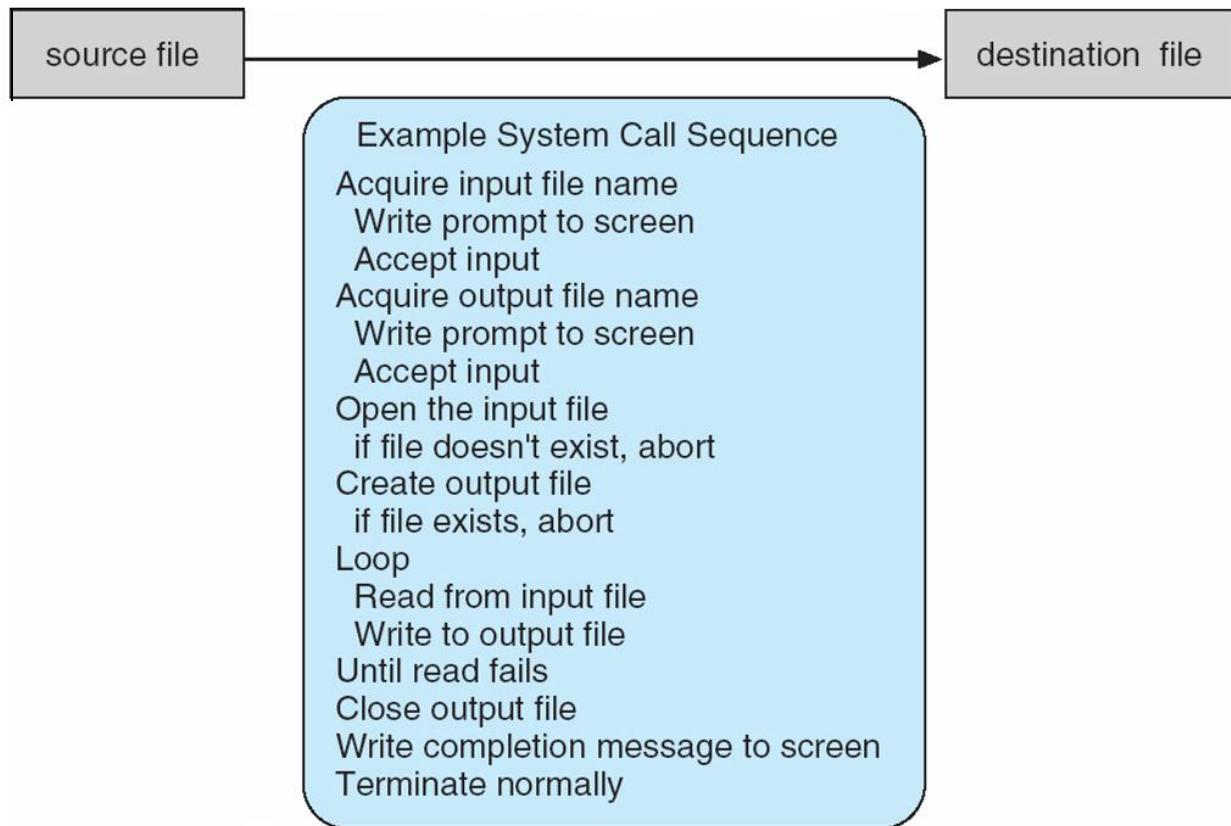 source file
destination file
Example System Call Sequence
Acquire input file name
Write prompt to screen
Accept input
Acquire output file name
Write prompt to screen
Accept input
Open the input file
if file doesn't exist, abort
Create output file
if file exists, abort
Loop
Read from input file
Write to output file
Until read fails
Close output file
Write completion message to screen
Terminate normally